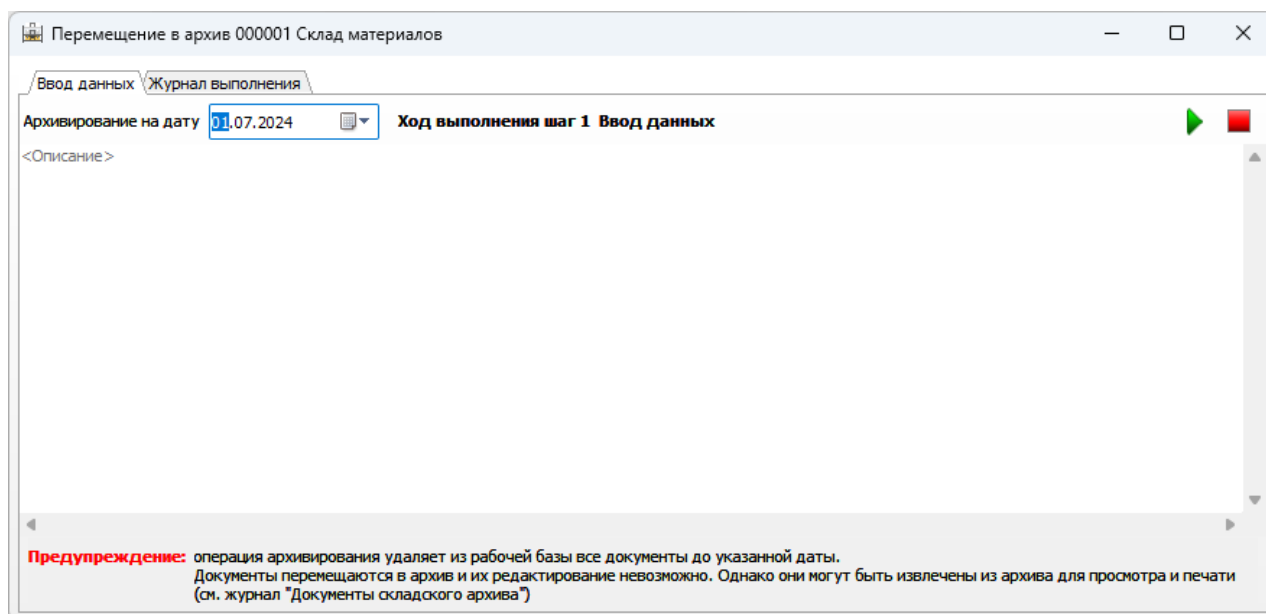 Перемещение в архив 000001 Склад материалов
Ввод данных Журнал выполнения
Архивирование на дату 01.07.2024 Ход выполнения шаг 1 Ввод данных
<Описание>
Предупреждение: операция архивирования удаляет из рабочей базы все документы до указанной даты.
Документы перемещаются в архив и их редактирование невозможно. Однако они могут быть извлечены из архива для просмотра и печати
(см. журнал "Документы складского архива")